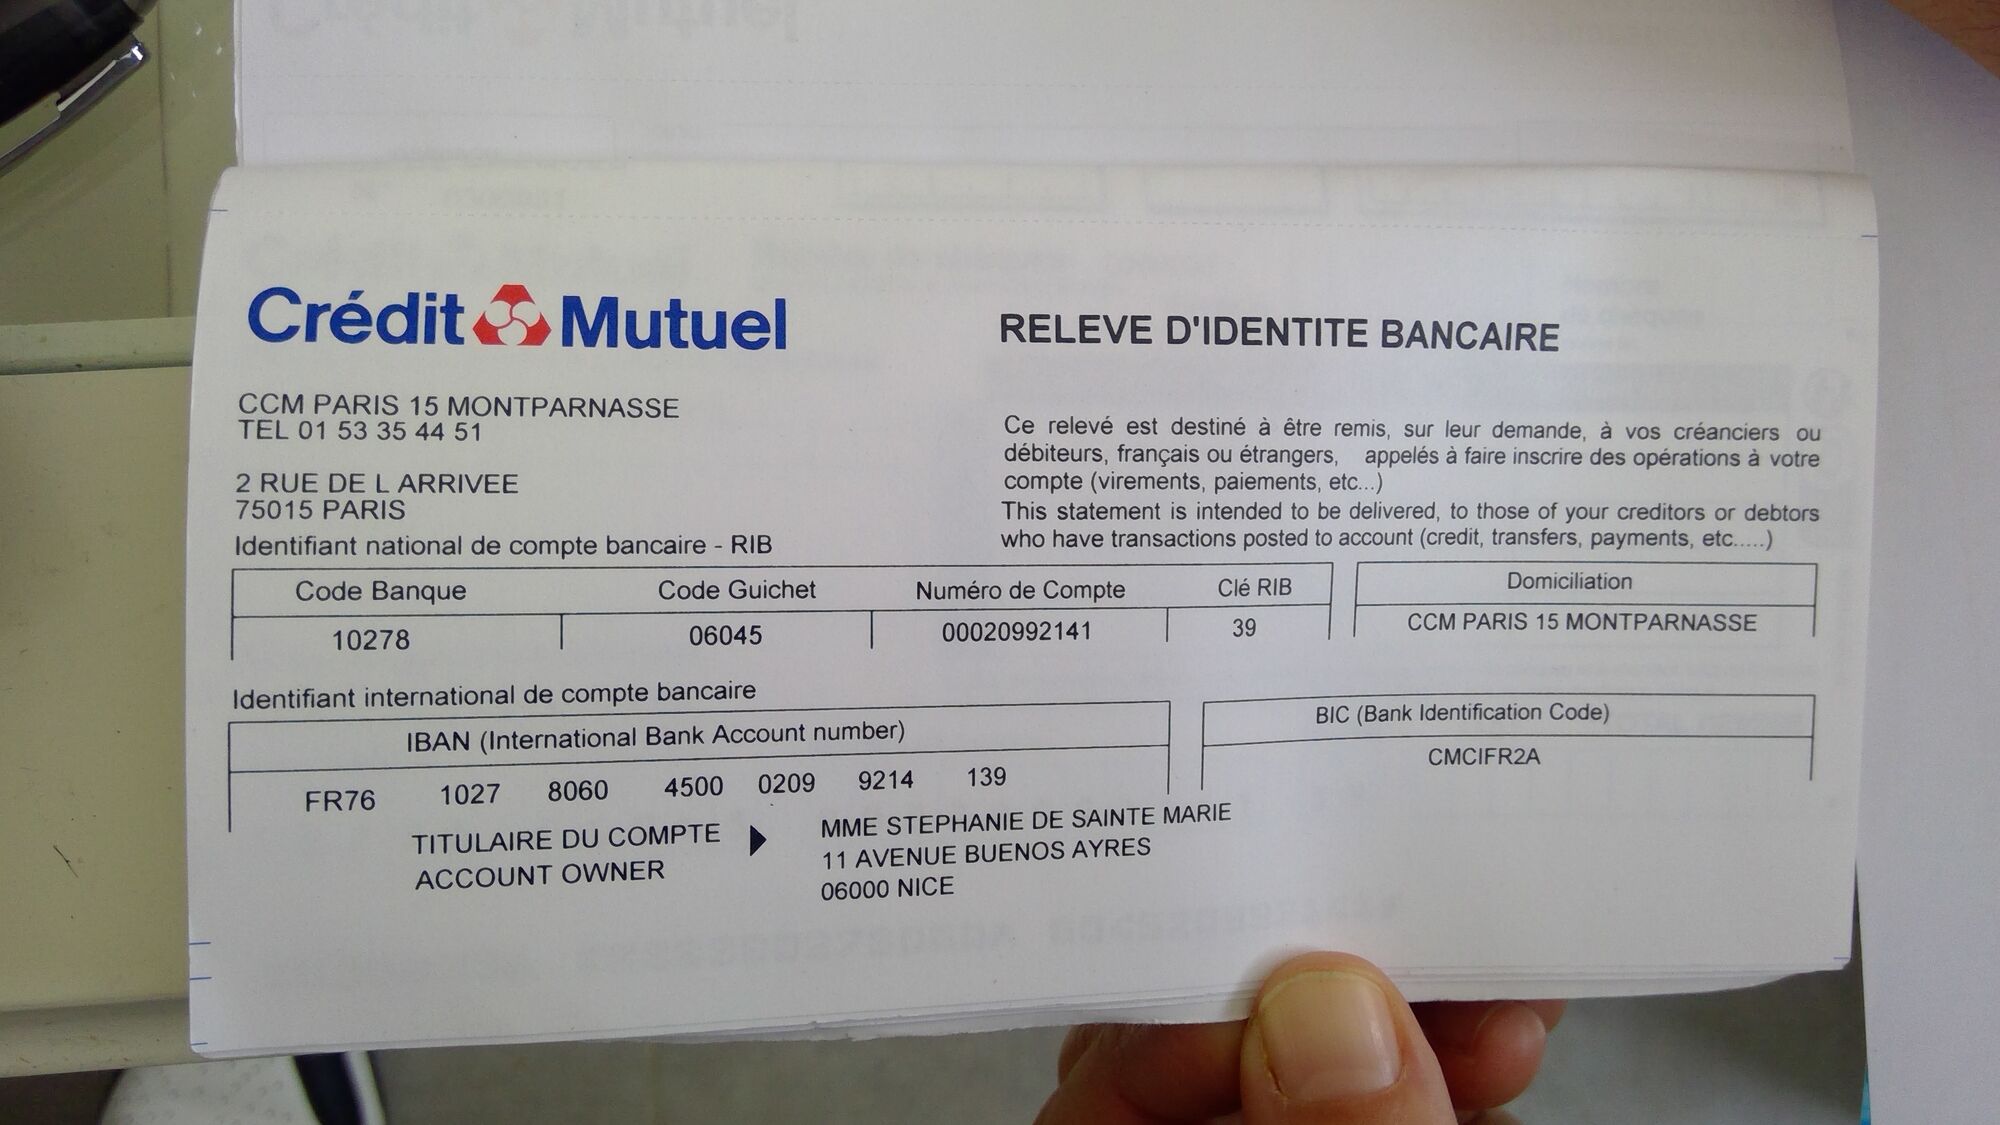 Crédit Mutuel
RELEVE D'IDENTITE BANCAIRE
CCM PARIS 15 MONTPARNASSE
TEL 01 53 35 44 51
2 RUE DE L ARRIVEE
75015 PARIS
Ce relevé est destiné à être remis, sur leur demande, à vos créanciers ou
débiteurs, français ou étrangers, appelés à faire inscrire des opérations à votre
compte (virements, paiements, etc...)
This statement is intended to be delivered, to those of your creditors or debtors
who have transactions posted to account (credit, transfers, payments, etc.....)
Identifiant national de compte bancaire - RIB
Code Banque Code Guichet Numéro de Compte Clé RIB Domiciliation
10278 06045 00020992141 39 CCM PARIS 15 MONTPARNASSE
Identifiant international de compte bancaire
IBAN (International Bank Account number) BIC (Bank Identification Code)
FR76 1027 8060 4500 0209 9214 139 CMCIFR2A
TITULAIRE DU COMPTE
ACCOUNT OWNER
MME STEPHANIE DE SAINTE MARIE
11 AVENUE BUENOS AYRES
06000 NICE